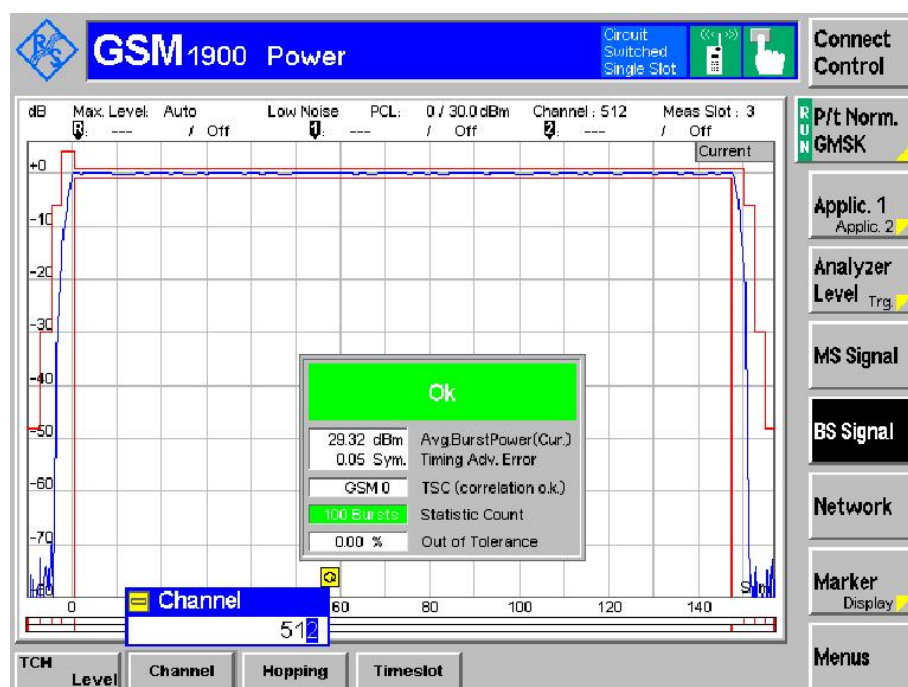 R&S
GSM 1900 Power
Circuit
Switched
Single Slot
Connect
Control
dB Max. Level: Auto Low Noise PCL: 0 / 30.0 dBm Channel : 512 Meas Slot : 3
R: --- / Off 1: --- / Off 2: --- / Off
Current
RUN
P/t Norm.
GMSK
Applic. 1
Applic. 2
Analyzer
Level Trg.
MS Signal
BS Signal
Network
Marker
Display
Menus
+0
-10
-20
-30
-40
-50
-60
-70
-80
Ok
29.32 dBm Avg.BurstPower(Cur.)
0.05 Sym. Timing Adv. Error
GSM 0 TSC (correlation o.k.)
100 Bursts Statistic Count
0.00 % Out of Tolerance
0 60 80 100 120 140
Sym
Channel
512
TCH
Level
Channel
Hopping
Timeslot